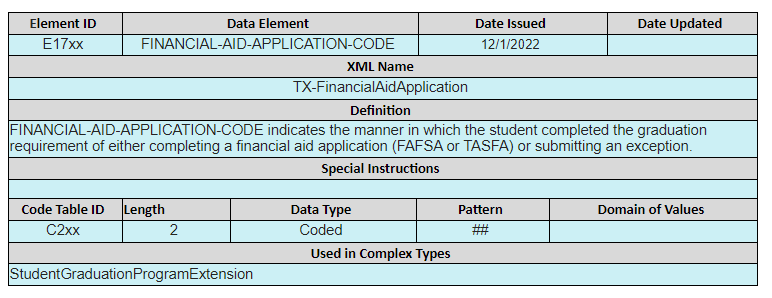 Element ID Data Element Date Issued Date Updated
E17xx FINANCIAL-AID-APPLICATION-CODE 12/1/2022
XML Name
TX-FinancialAidApplication
Definition
FINANCIAL-AID-APPLICATION-CODE indicates the manner in which the student completed the graduation
requirement of either completing a financial aid application (FAFSA or TASFA) or submitting an exception.
Special Instructions
Code Table ID Length Data Type Pattern Domain of Values
C2xx 2 Coded ##
Used in Complex Types
StudentGraduationProgramExtension